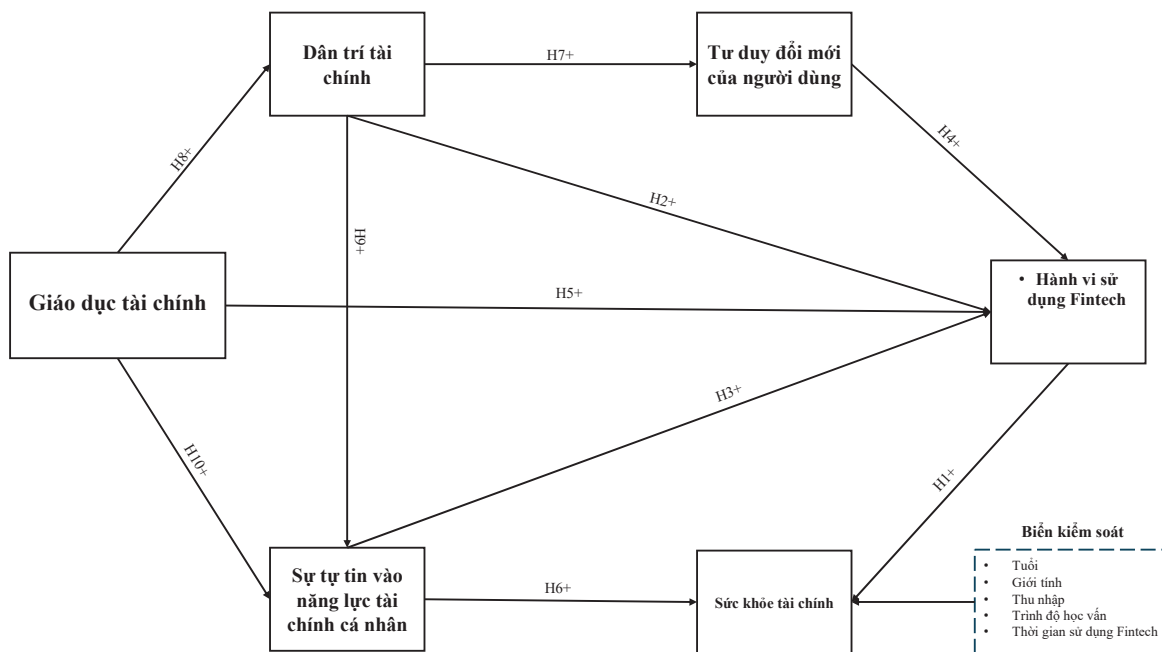 Dân trí tài
chính
H7+
Tư duy đổi mới
của người dùng
H8+
H4+
H2+
H9+
Giáo dục tài chính
H5+
• Hành vi sử
dụng Fintech
H3+
H10+
H1+
Sự tự tin vào
năng lực tài
chính cá nhân
H6+
Sức khỏe tài chính
Biển kiểm soát
• Tuổi
• Giới tính
• Thu nhập
• Trình độ học vấn
• Thời gian sử dụng Fintech